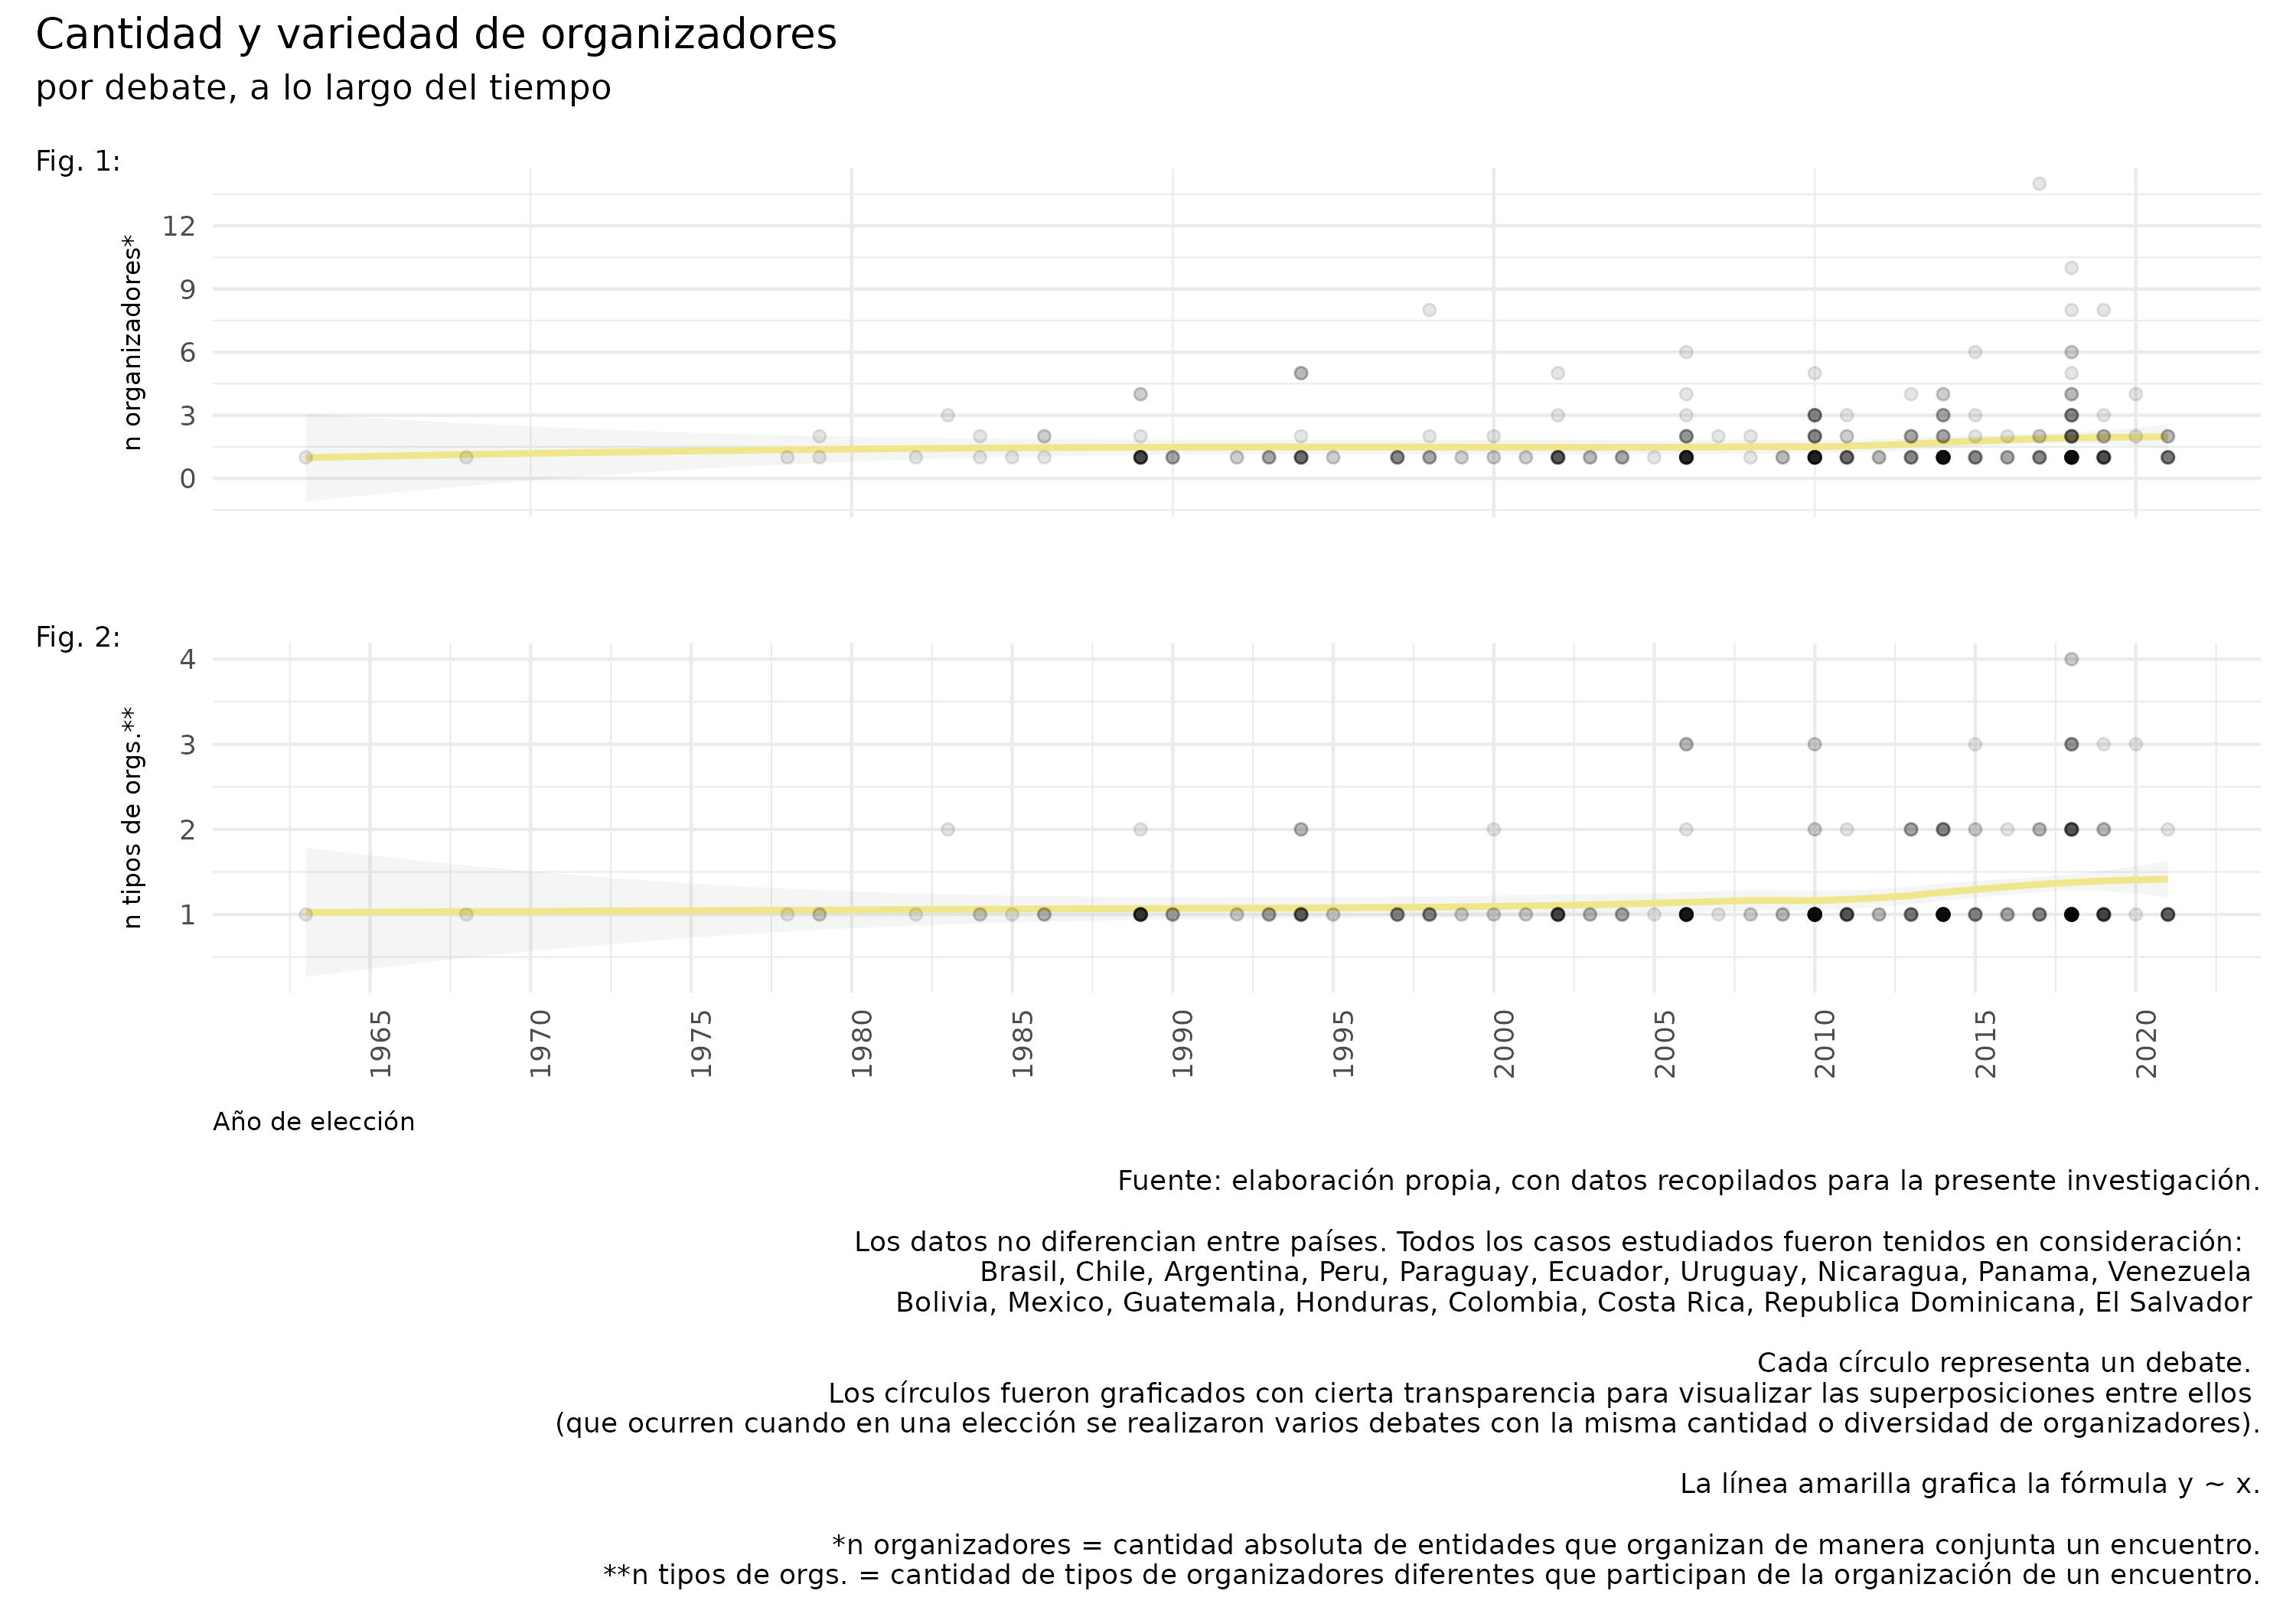 Cantidad y variedad de organizadores
por debate, a lo largo del tiempo
Fig. 1:
n organizadores*
12
9
6
3
0
Fig. 2:
n tipos de orgs.**
4
3
2
1
1965
1970
1975
1980
1985
1990
1995
2000
2005
2010
2015
2020
Año de elección
Fuente: elaboración propia, con datos recopilados para la presente investigación.
Los datos no diferencian entre países. Todos los casos estudiados fueron tenidos en consideración:
Brasil, Chile, Argentina, Peru, Paraguay, Ecuador, Uruguay, Nicaragua, Panama, Venezuela
Bolivia, Mexico, Guatemala, Honduras, Colombia, Costa Rica, Republica Dominicana, El Salvador
Cada círculo representa un debate.
Los círculos fueron graficados con cierta transparencia para visualizar las superposiciones entre ellos
(que ocurren cuando en una elección se realizaron varios debates con la misma cantidad o diversidad de organizadores).
La línea amarilla grafica la fórmula y ~ x.
*n organizadores = cantidad absoluta de entidades que organizan de manera conjunta un encuentro.
**n tipos de orgs. = cantidad de tipos de organizadores diferentes que participan de la organización de un encuentro.